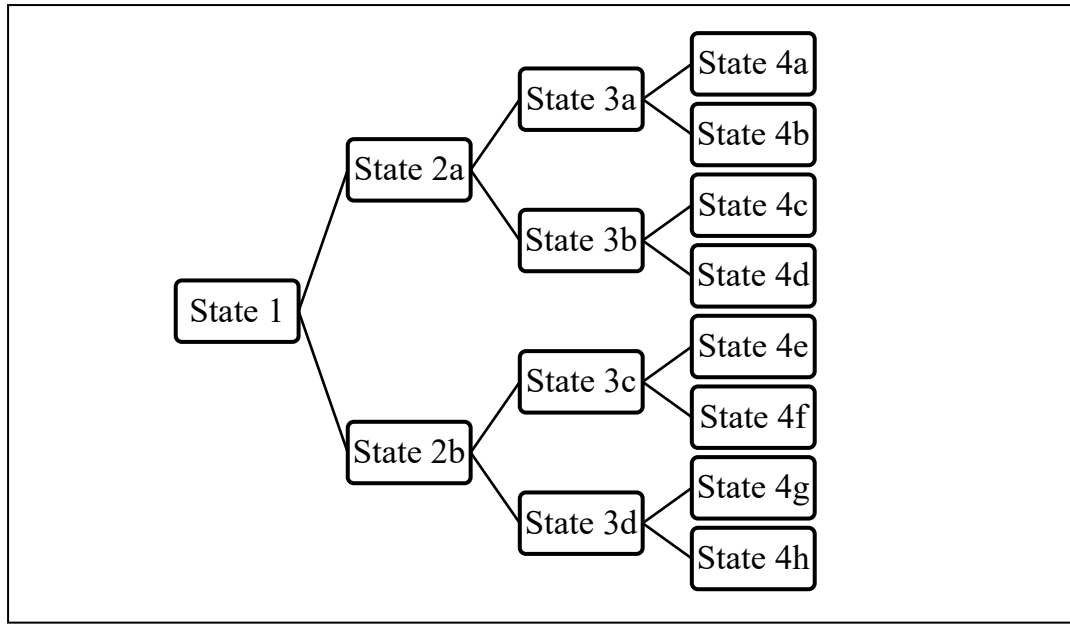 State 1
State 2a
State 2b
State 3a
State 3b
State 3c
State 3d
State 4a
State 4b
State 4c
State 4d
State 4e
State 4f
State 4g
State 4h